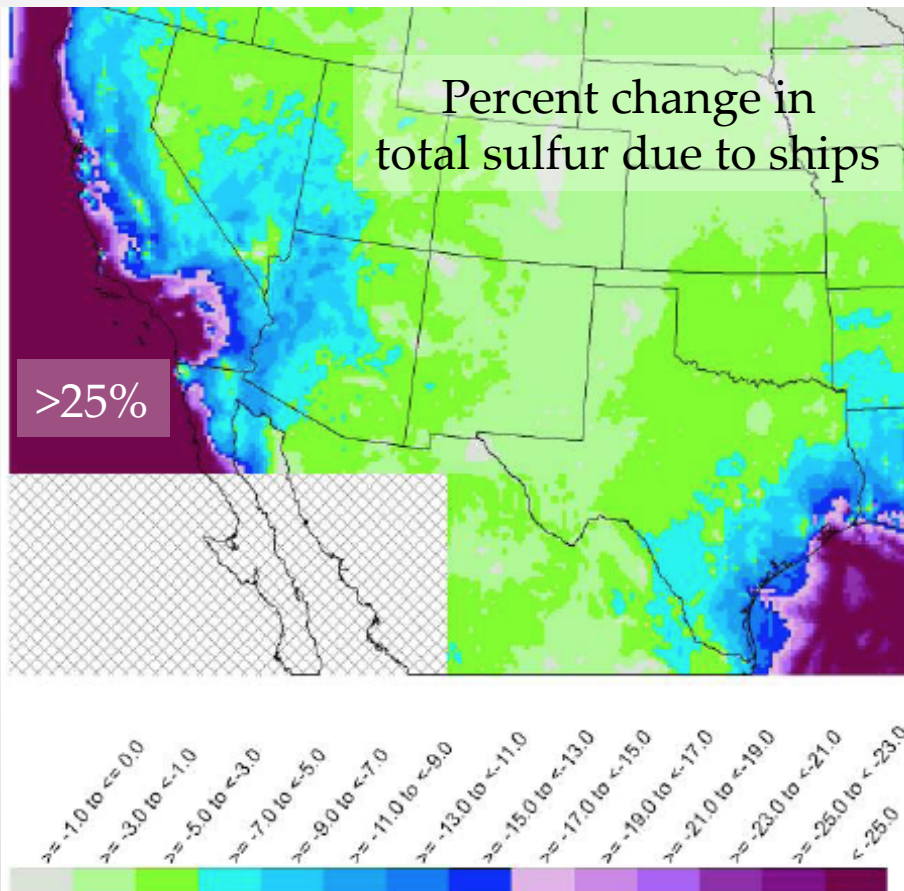 Percent change in
total sulfur due to ships
>25%
>= -1.0 to <= 0.0
>= -3.0 to <-1.0
>= -5.0 to <-3.0
>= -7.0 to <-5.0
>= -9.0 to <-7.0
>= -11.0 to <-9.0
>= -13.0 to <-11.0
>= -15.0 to <-13.0
>= -17.0 to <-15.0
>= -19.0 to <-17.0
>= -21.0 to <-19.0
>= -23.0 to <-21.0
>= -25.0 to < -23.0
< -25.0